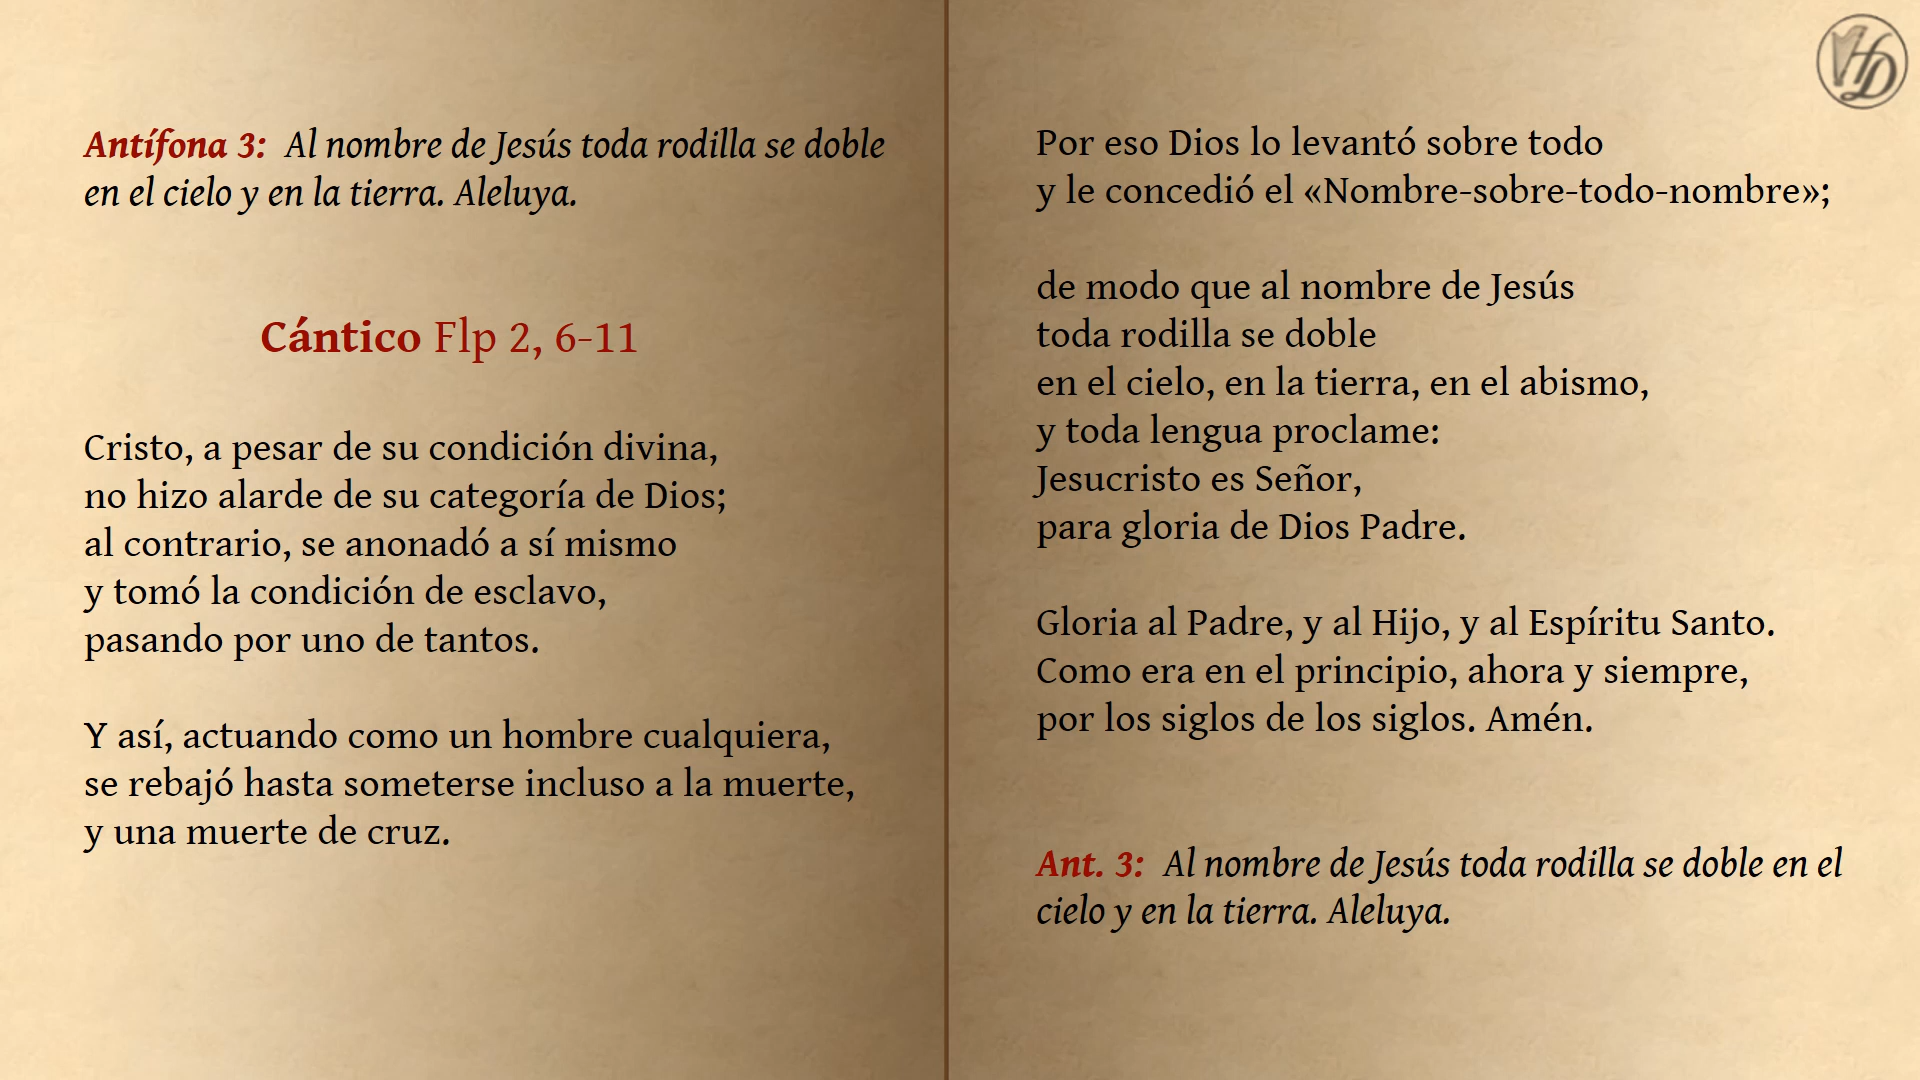 Antífona 3: Al nombre de Jesús toda rodilla se doble
en el cielo y en la tierra. Aleluya.
Cántico Flp 2, 6-11
Cristo, a pesar de su condición divina,
no hizo alarde de su categoría de Dios;
al contrario, se anonadó a sí mismo
y tomó la condición de esclavo,
pasando por uno de tantos.
Y así, actuando como un hombre cualquiera,
se rebajó hasta someterse incluso a la muerte,
y una muerte de cruz.
HD
Por eso Dios lo levantó sobre todo
y le concedió el «Nombre-sobre-todo-nombre»;
de modo que al nombre de Jesús
toda rodilla se doble
en el cielo, en la tierra, en el abismo,
y toda lengua proclame:
Jesucristo es Señor,
para gloria de Dios Padre.
Gloria al Padre, y al Hijo, y al Espíritu Santo.
Como era en el principio, ahora y siempre,
por los siglos de los siglos. Amén.
Ant. 3: Al nombre de Jesús toda rodilla se doble en el
cielo y en la tierra. Aleluya.